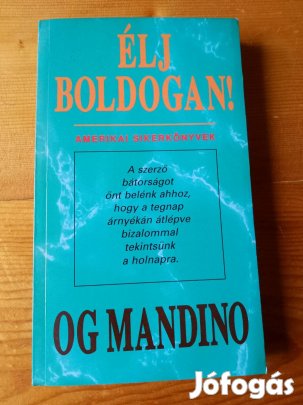 ÉLJ
BOLDOGAN!
AMERIKAI SIKERKÖNYVEK
A szerző
bátorságot
önt belénk ahhoz,
hogy a tegnap
árnyékán átlépve
bizalommal
tekintsünk
a holnapra.
OG MANDINO
Jófogás